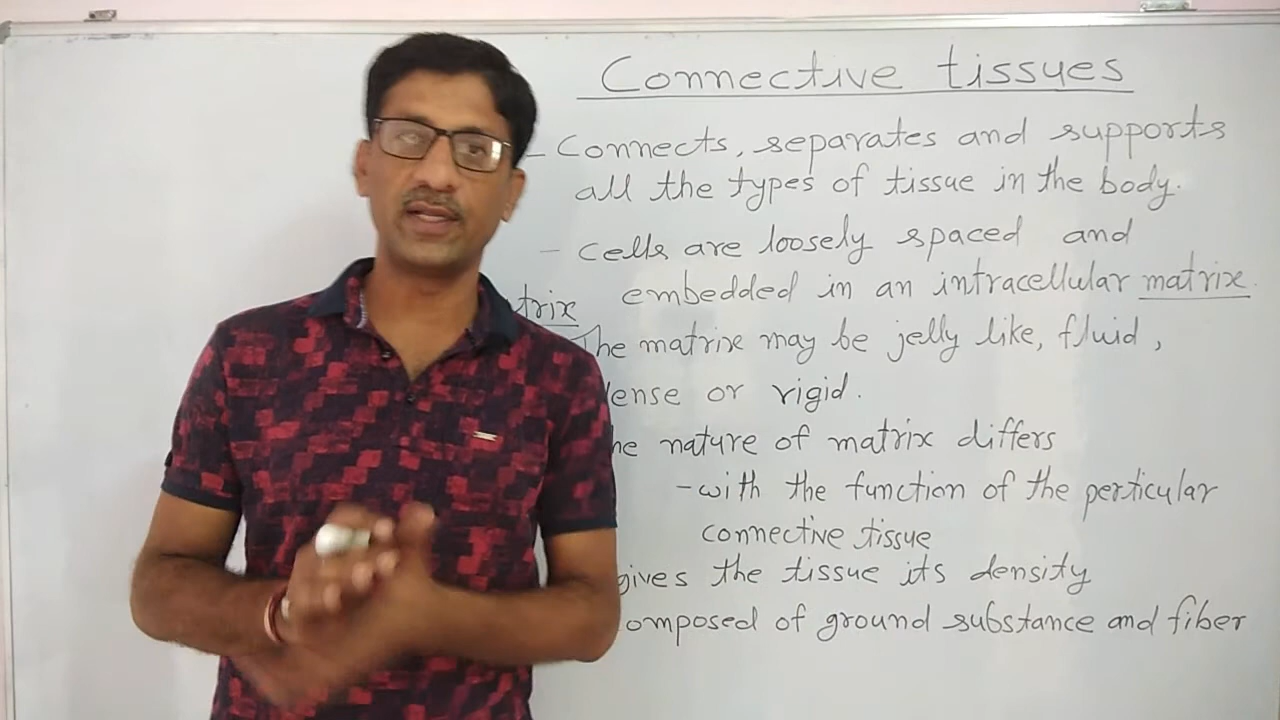 Connective tissues
- Connects, separates and supports
all the types of tissue in the body.
- cells are loosely spaced and
embedded in an intracellular matrix.
trix
The matrix may be jelly like, fluid,
ense or rigid.
he nature of matrix differs
- with the function of the perticular
connective tissue
gives the tissue its density
omposed of ground substance and fiber